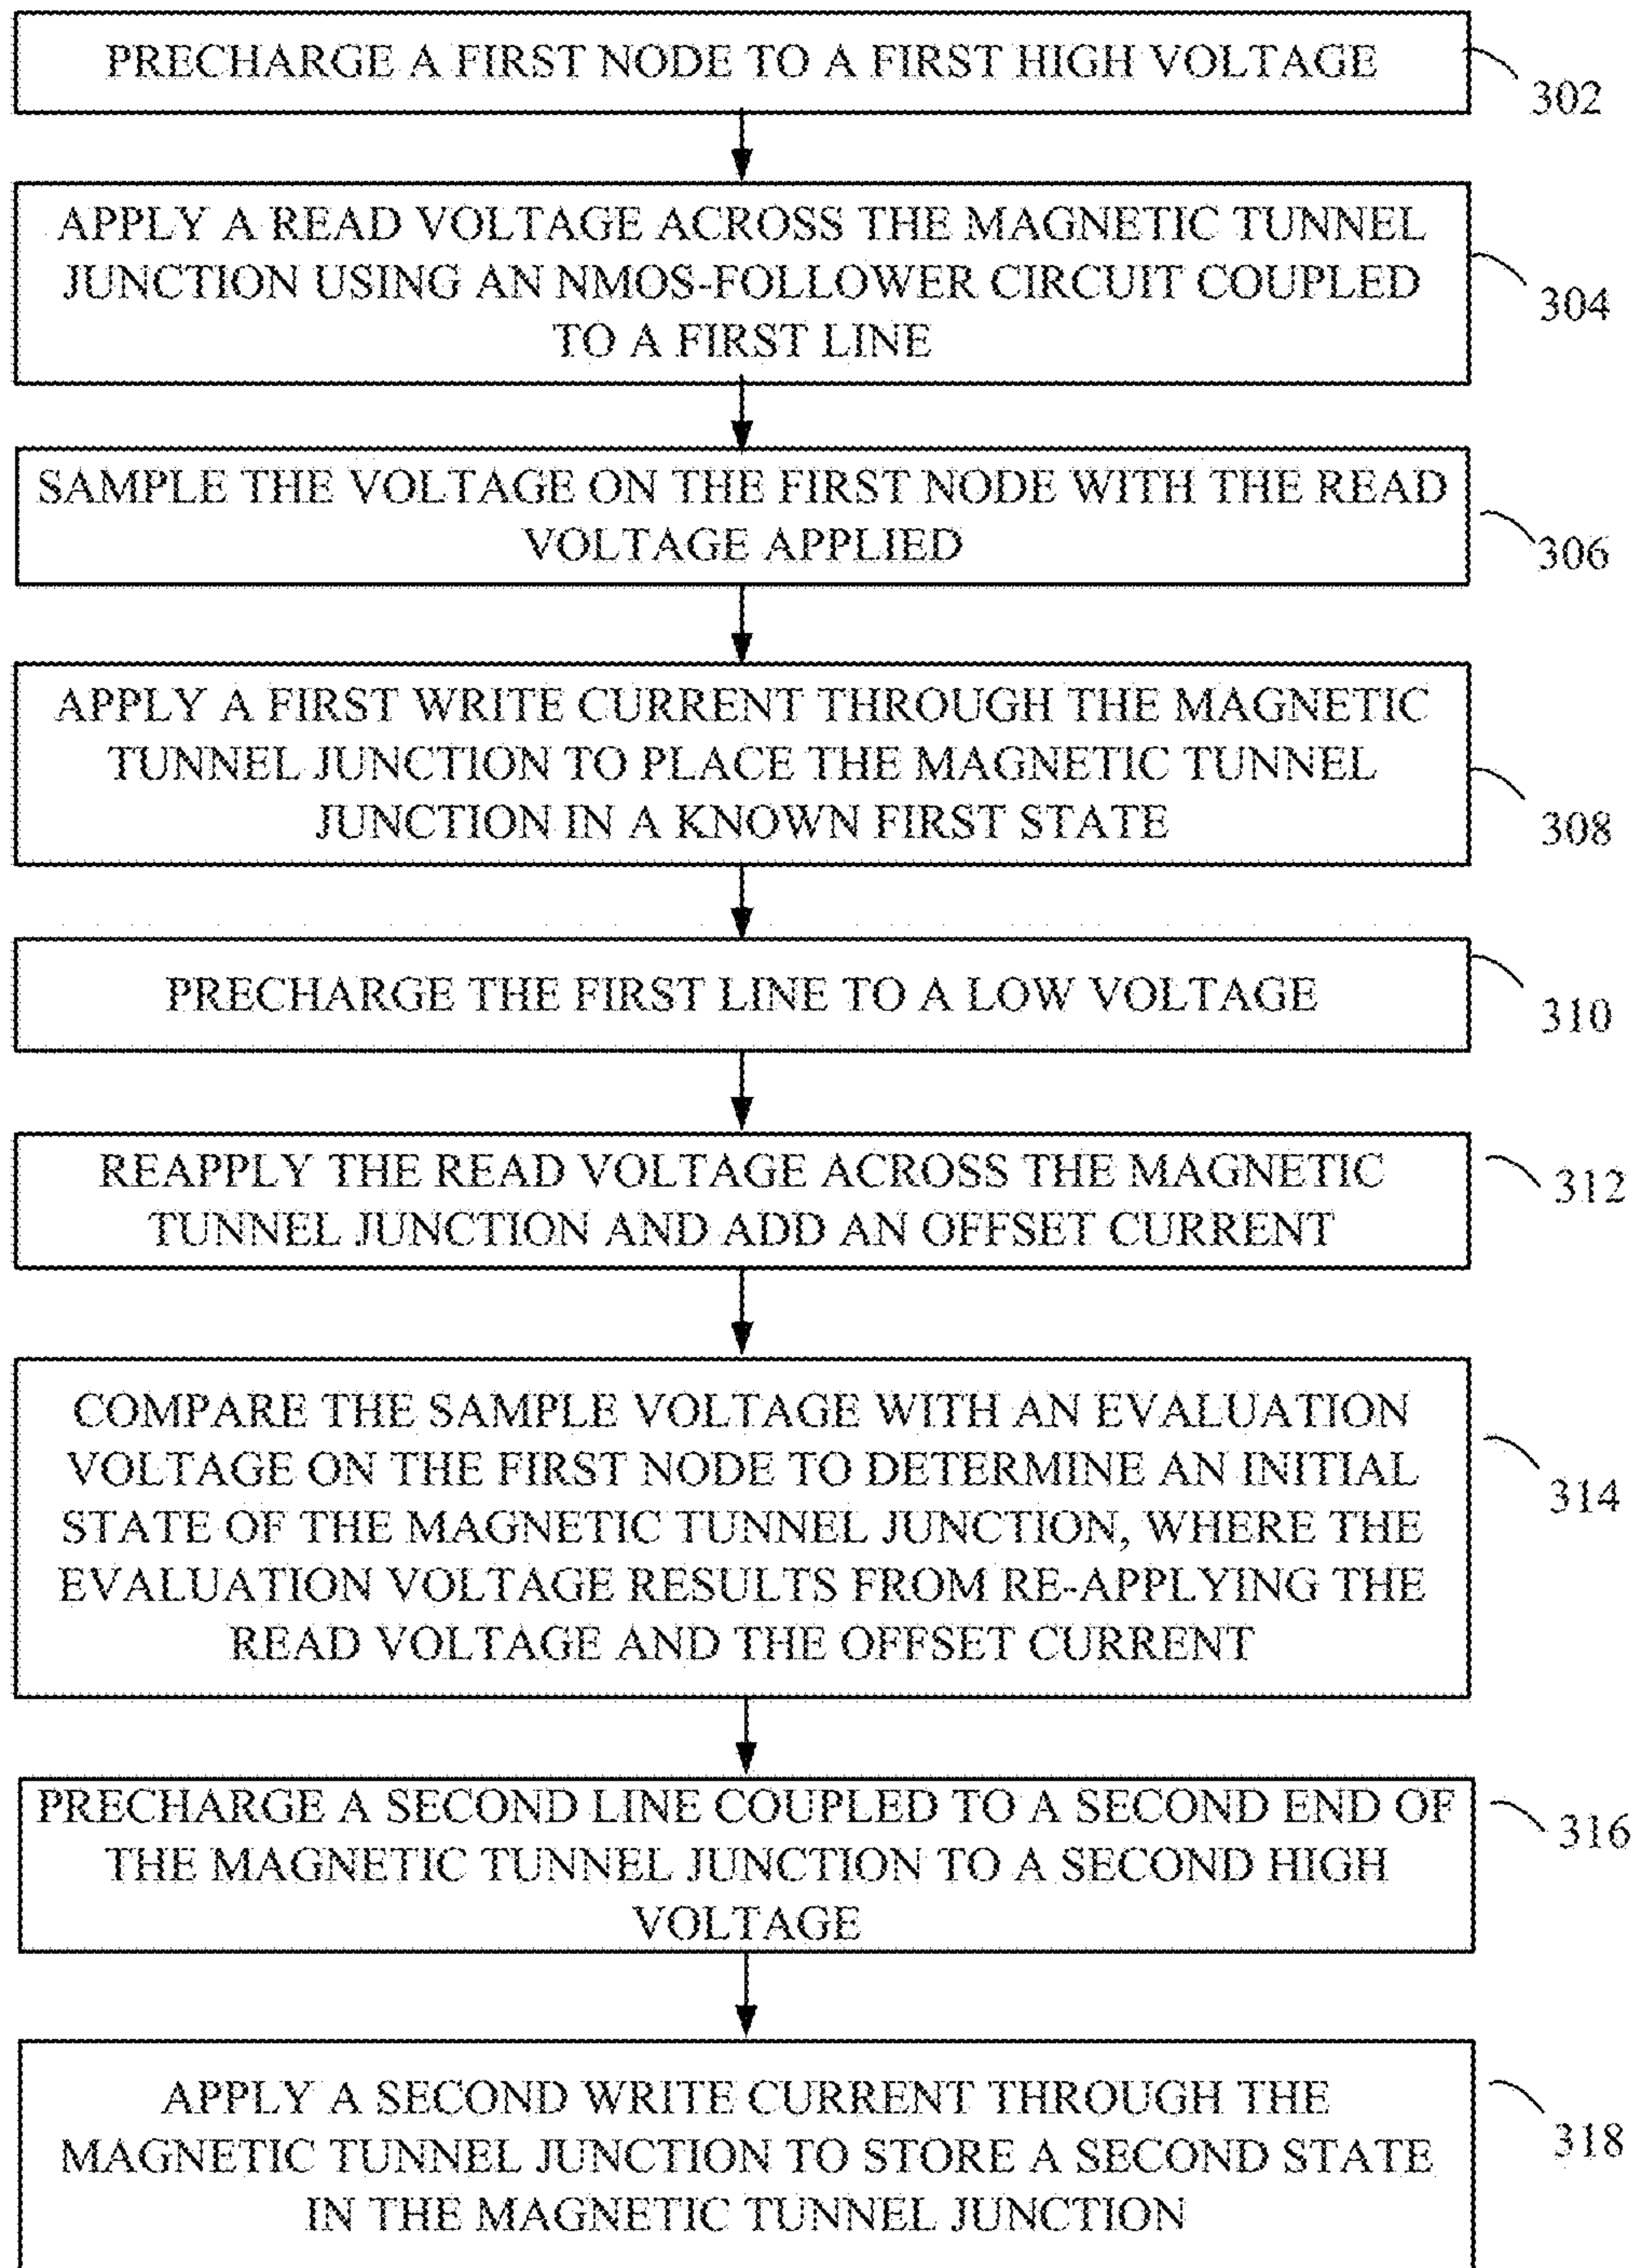 PRECHARGE A FIRST NODE TO A FIRST HIGH VOLTAGE
302
APPLY A READ VOLTAGE ACROSS THE MAGNETIC TUNNEL
JUNCTION USING AN NMOS-FOLLOWER CIRCUIT COUPLED
TO A FIRST LINE
304
SAMPLE THE VOLTAGE ON THE FIRST NODE WITH THE READ
VOLTAGE APPLIED
306
APPLY A FIRST WRITE CURRENT THROUGH THE MAGNETIC
TUNNEL JUNCTION TO PLACE THE MAGNETIC TUNNEL
JUNCTION IN A KNOWN FIRST STATE
308
PRECHARGE THE FIRST LINE TO A LOW VOLTAGE
310
REAPPLY THE READ VOLTAGE ACROSS THE MAGNETIC
TUNNEL JUNCTION AND ADD AN OFFSET CURRENT
312
COMPARE THE SAMPLE VOLTAGE WITH AN EVALUATION
VOLTAGE ON THE FIRST NODE TO DETERMINE AN INITIAL
STATE OF THE MAGNETIC TUNNEL JUNCTION, WHERE THE
EVALUATION VOLTAGE RESULTS FROM RE-APPLYING THE
READ VOLTAGE AND THE OFFSET CURRENT
314
PRECHARGE A SECOND LINE COUPLED TO A SECOND END OF
THE MAGNETIC TUNNEL JUNCTION TO A SECOND HIGH
VOLTAGE
316
APPLY A SECOND WRITE CURRENT THROUGH THE
MAGNETIC TUNNEL JUNCTION TO STORE A SECOND STATE
IN THE MAGNETIC TUNNEL JUNCTION
318